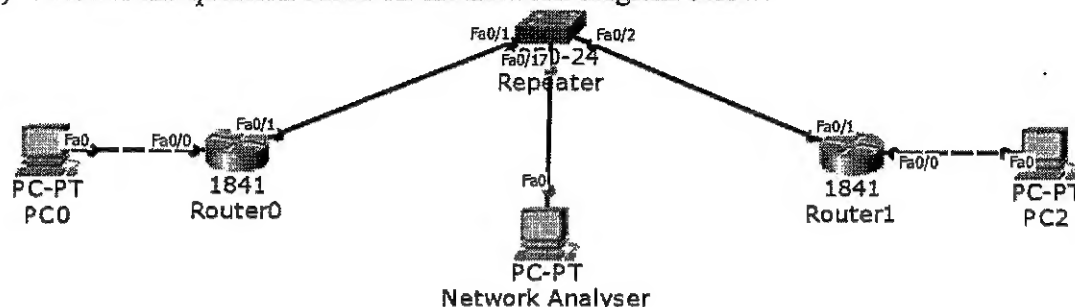 Fa0/1
Fa0/2
Fa0/17
-24
Repeater
Fa0
Fa0/0
Fa0/1
Fa0/1
Fa0/0
Fa0
PC-PT
PC0
1841
Router0
Fa0
1841
Router1
PC-PT
PC2
PC-PT
Network Analyser